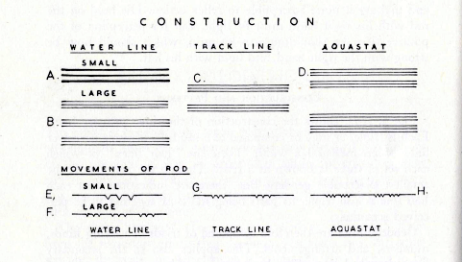 CONSTRUCTION
WATER LINE TRACK LINE AQUASTAT
SMALL
A. C. D.
LARGE
B.
MOVEMENTS OF ROD
SMALL
E, G H.
LARGE
F.
WATER LINE TRACK LINE AQUASTAT